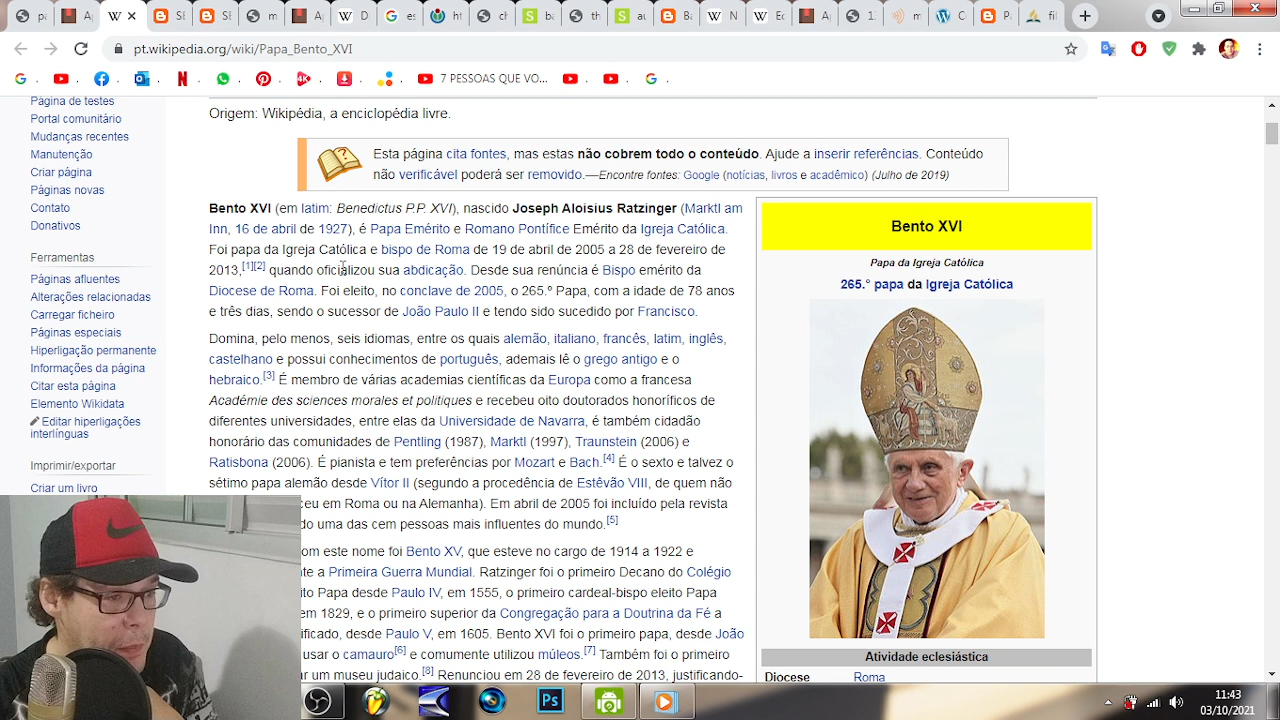 W
G es
W D
W N
W Ec
pt.wikipedia.org/wiki/Papa_Bento_XVI
7 PESSOAS QUE VO...
Página de testes
Portal comunitário
Mudanças recentes
Manutenção
Criar página
Páginas novas
Contato
Donativos
Ferramentas
Páginas afluentes
Alterações relacionadas
Carregar ficheiro
Páginas especiais
Hiperligação permanente
Informações da página
Citar esta página
Elemento Wikidata
Editar hiperligações
interlínguas
Imprimir/exportar
Criar um livro
Origem: Wikipédia, a enciclopédia livre.
Esta página cita fontes, mas estas não cobrem todo o conteúdo. Ajude a inserir referências. Conteúdo
não verificável poderá ser removido.—Encontre fontes: Google (notícias, livros e acadêmico) (Julho de 2019)
Bento XVI (em latim: Benedictus P.P. XVI), nascido Joseph Aloisius Ratzinger (Marktl am
Inn, 16 de abril de 1927), é Papa Emérito e Romano Pontífice Emérito da Igreja Católica.
Foi papa da Igreja Católica e bispo de Roma de 19 de abril de 2005 a 28 de fevereiro de
2013,[1][2] quando oficializou sua abdicação. Desde sua renúncia é Bispo emérito da
Diocese de Roma. Foi eleito, no conclave de 2005, o 265.º Papa, com a idade de 78 anos
e três dias, sendo o sucessor de João Paulo II e tendo sido sucedido por Francisco.
Domina, pelo menos, seis idiomas, entre os quais alemão, italiano, francês, latim, inglês,
castelhano e possui conhecimentos de português, ademais lê o grego antigo e o
hebraico.[3] É membro de várias academias científicas da Europa como a francesa
Académie des sciences morales et politiques e recebeu oito doutorados honoríficos de
diferentes universidades, entre elas da Universidade de Navarra, é também cidadão
honorário das comunidades de Pentling (1987), Marktl (1997), Traunstein (2006) e
Ratisbona (2006). É pianista e tem preferências por Mozart e Bach.[4] É o sexto e talvez o
sétimo papa alemão desde Vítor II (segundo a procedência de Estêvão VIII, de quem não
ceu em Roma ou na Alemanha). Em abril de 2005 foi incluído pela revista
do uma das cem pessoas mais influentes do mundo.[5]
om este nome foi Bento XV, que esteve no cargo de 1914 a 1922 e
te a Primeira Guerra Mundial. Ratzinger foi o primeiro Decano do Colégio
ito Papa desde Paulo IV, em 1555, o primeiro cardeal-bispo eleito Papa
em 1829, e o primeiro superior da Congregação para a Doutrina da Fé a
ificado, desde Paulo V, em 1605. Bento XVI foi o primeiro papa, desde João
usar o camauro[6] e comumente utilizou múleos.[7] Também foi o primeiro
ar um museu judaico.[8] Renunciou em 28 de fevereiro de 2013, justificando-
Bento XVI
Papa da Igreja Católica
265.° papa da Igreja Católica
Atividade eclesiástica
Diocese Roma
Ps
11:43
03/10/2021